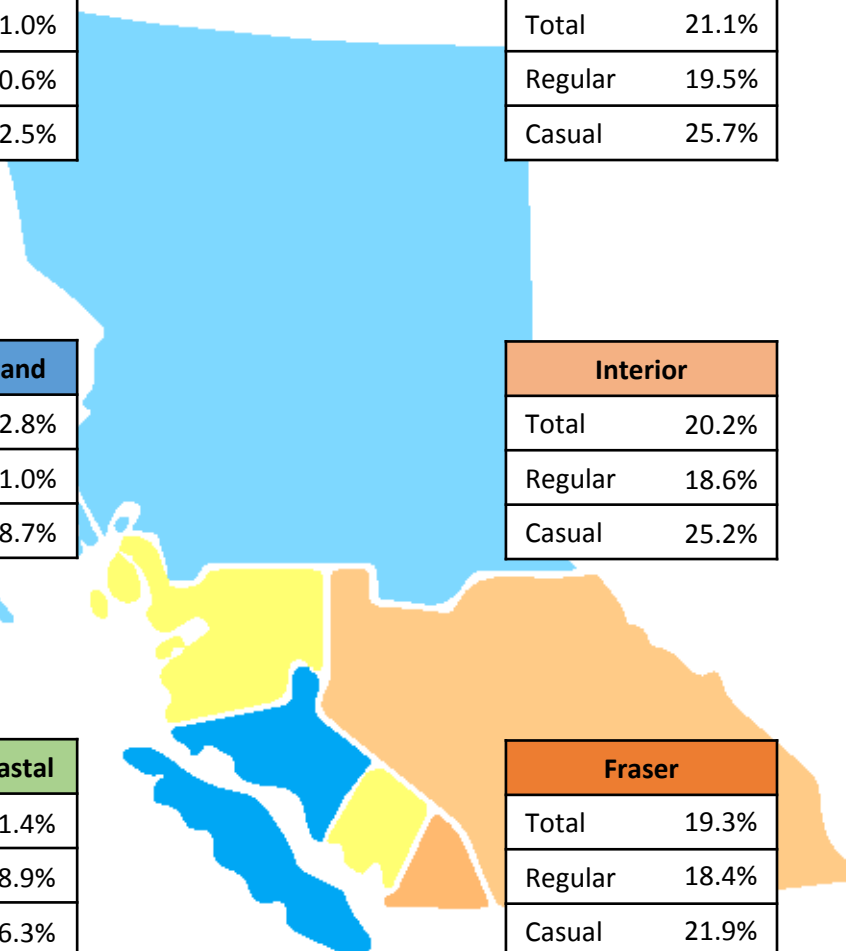 1.0%
0.6%
2.5%
Total 21.1%
Regular 19.5%
Casual 25.7%
and
2.8%
1.0%
8.7%
Interior
Total 20.2%
Regular 18.6%
Casual 25.2%
astal
1.4%
8.9%
6.3%
Fraser
Total 19.3%
Regular 18.4%
Casual 21.9%